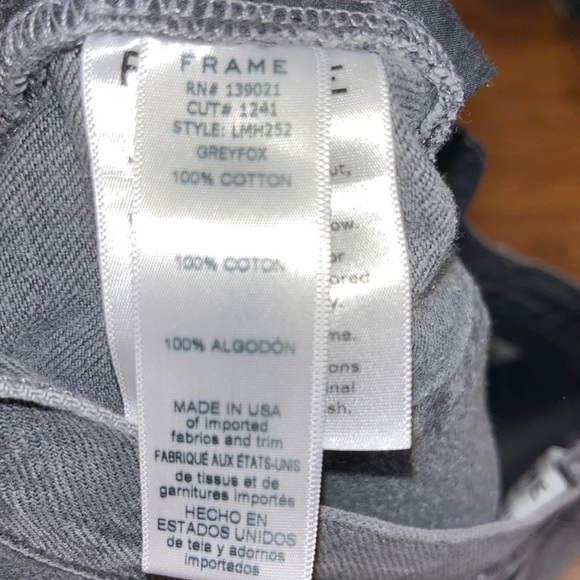 FRAME
RN# 139021
CUT# 1241
STYLE: LMH252
GREYFOX
100% COTTON
100% COTON
100% ALGODÓN
MADE IN USA
of imported
fabrics and trim
FABRIQUÉ AUX ÉTATS-UNIS
de tissus et de
garnitures importés
HECHO EN
ESTADOS UNIDOS
de tela y adornos
importados